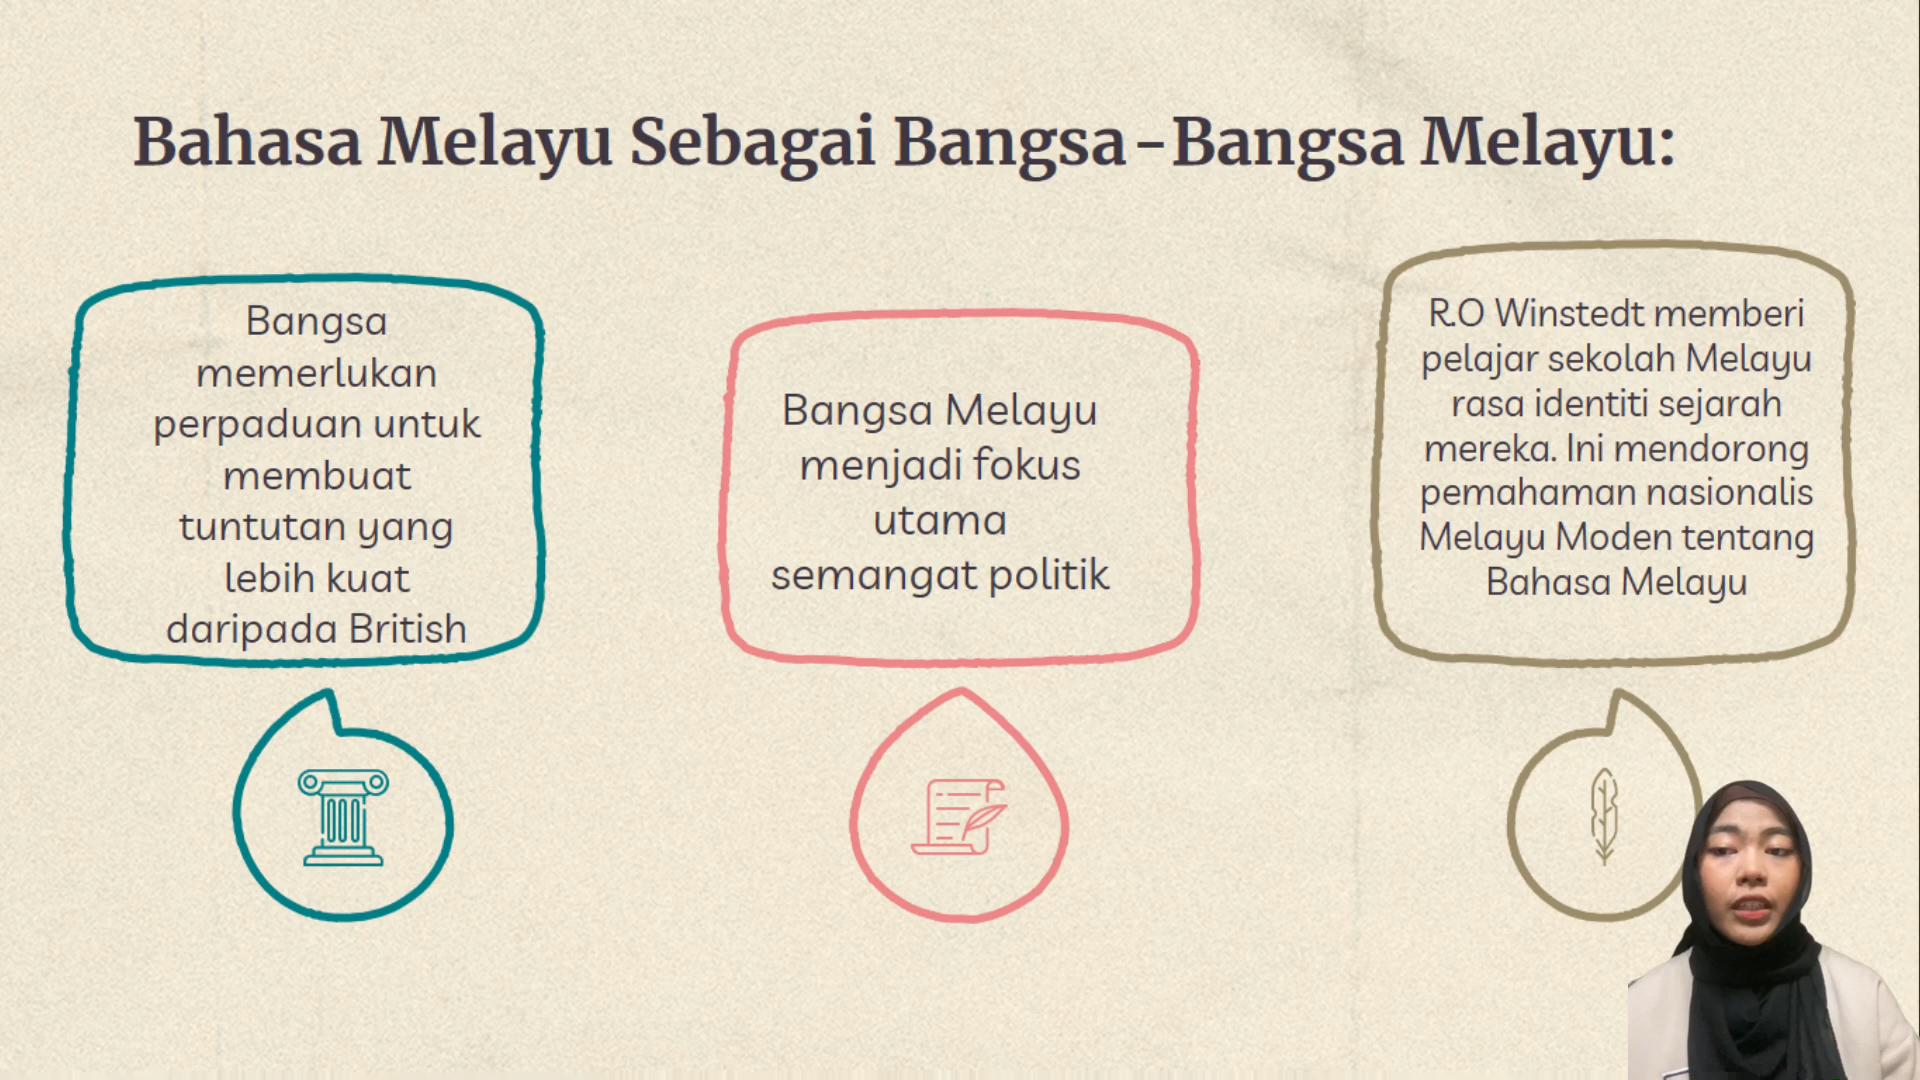 Bahasa Melayu Sebagai Bangsa-Bangsa Melayu:
Bangsa
memerlukan
perpaduan untuk
membuat
tuntutan yang
lebih kuat
daripada British
Bangsa Melayu
menjadi fokus
utama
semangat politik
R.O Winstedt memberi
pelajar sekolah Melayu
rasa identiti sejarah
mereka. Ini mendorong
pemahaman nasionalis
Melayu Moden tentang
Bahasa Melayu